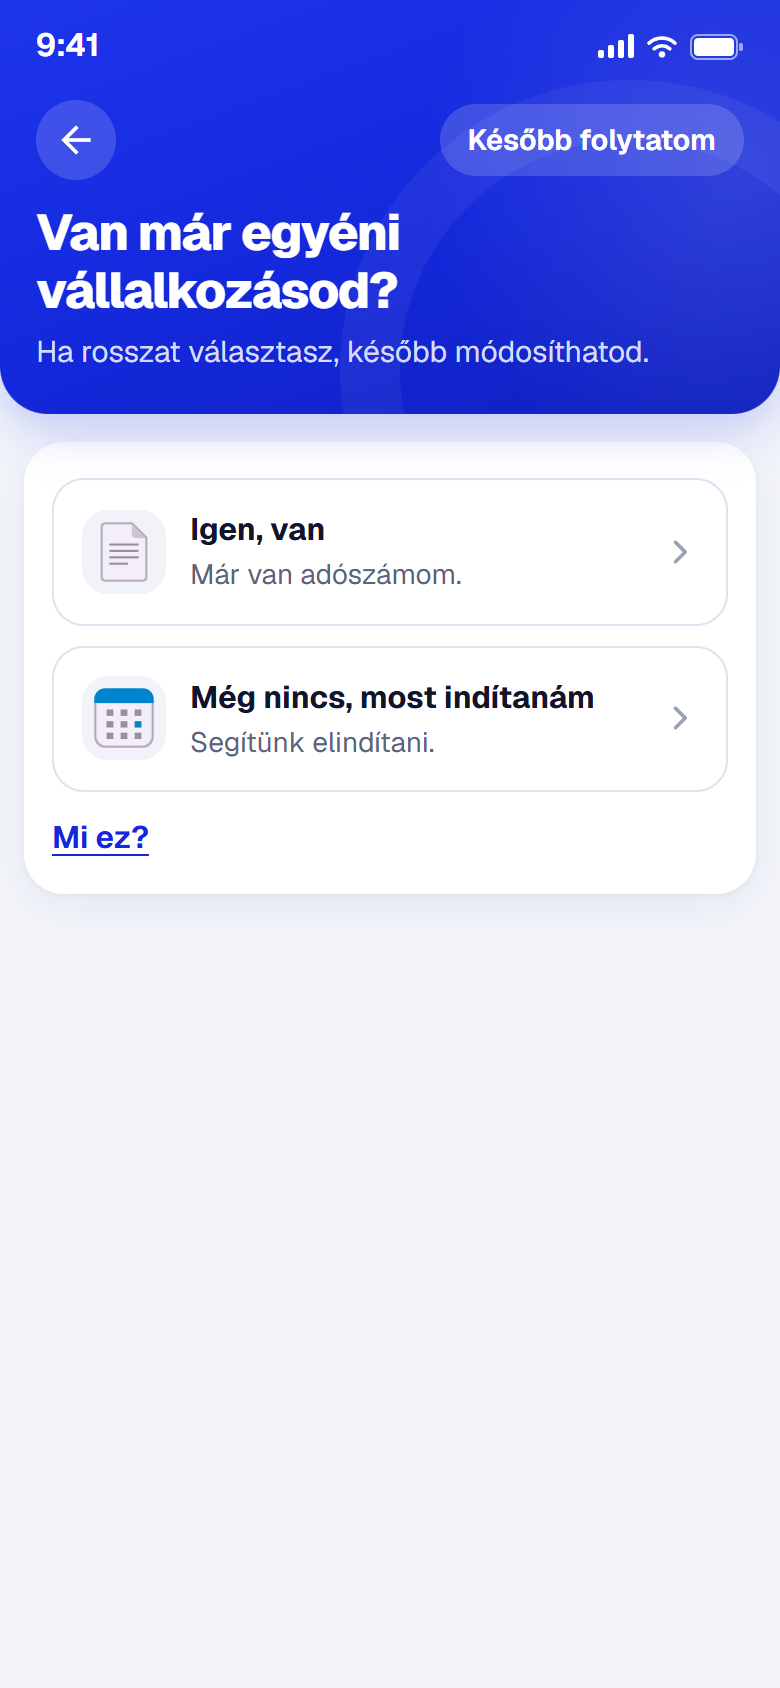 9:41
Később folytatom
Van már egyéni
vállalkozásod?
Ha rosszat választasz, később módosíthatod.
Igen, van
Már van adószámom.
Még nincs, most indítanám
Segítünk elindítani.
Mi ez?